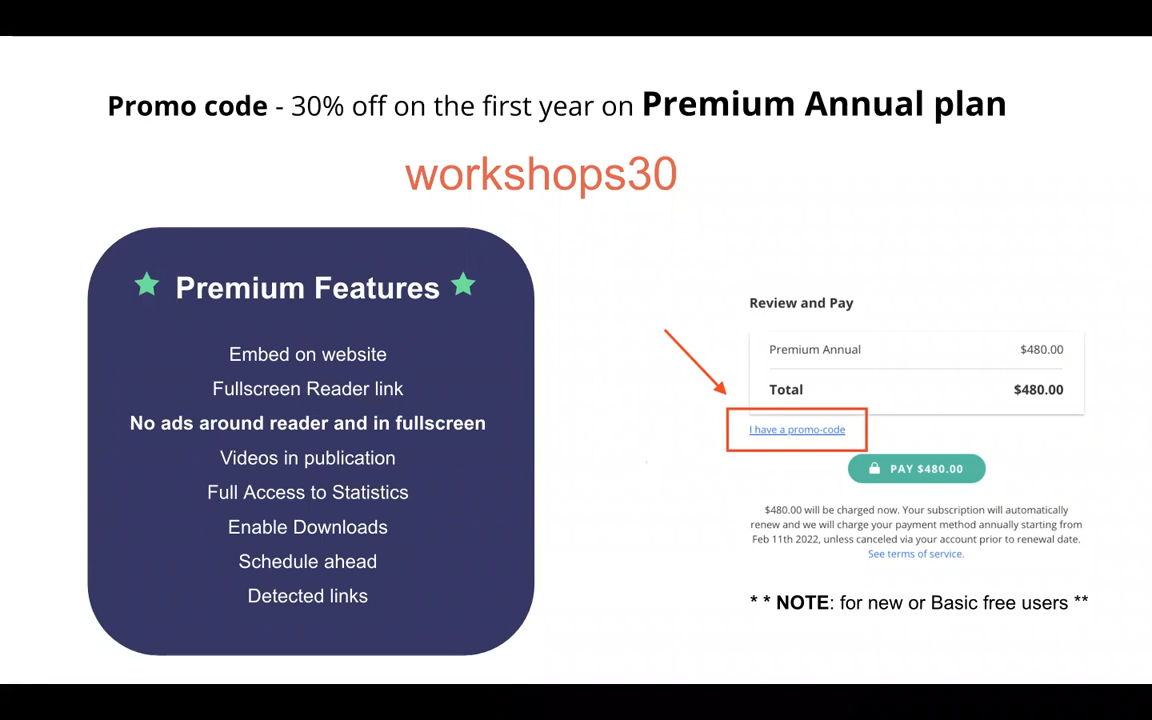 Promo code - 30% off on the first year on Premium Annual plan
workshops30
Premium Features
Embed on website
Fullscreen Reader link
No ads around reader and in fullscreen
Videos in publication
Full Access to Statistics
Enable Downloads
Schedule ahead
Detected links
Review and Pay
Premium Annual $480.00
Total $480.00
I have a promo-code
PAY $480.00
$480.00 will be charged now. Your subscription will automatically
renew and we will charge your payment method annually starting from
Feb 11th 2022, unless canceled via your account prior to renewal date.
See terms of service.
* * NOTE: for new or Basic free users **